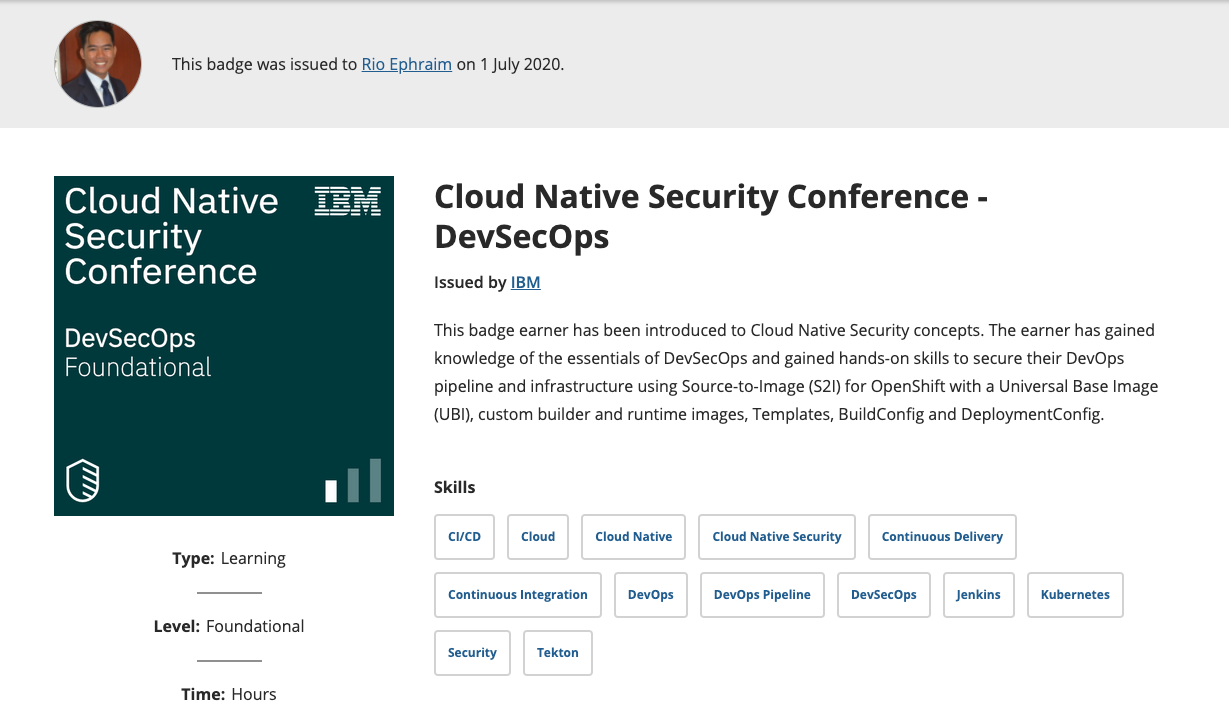 This badge was issued to Rio Ephraim on 1 July 2020.
Cloud Native
Security
Conference
IBM
DevSecOps
Foundational
Type: Learning
Level: Foundational
Time: Hours
Cloud Native Security Conference -
DevSecOps
Issued by IBM
This badge earner has been introduced to Cloud Native Security concepts. The earner has gained
knowledge of the essentials of DevSecOps and gained hands-on skills to secure their DevOps
pipeline and infrastructure using Source-to-Image (S2I) for OpenShift with a Universal Base Image
(UBI), custom builder and runtime images, Templates, BuildConfig and DeploymentConfig.
Skills
CI/CD Cloud Cloud Native Cloud Native Security Continuous Delivery
Continuous Integration DevOps DevOps Pipeline DevSecOps Jenkins Kubernetes
Security Tekton